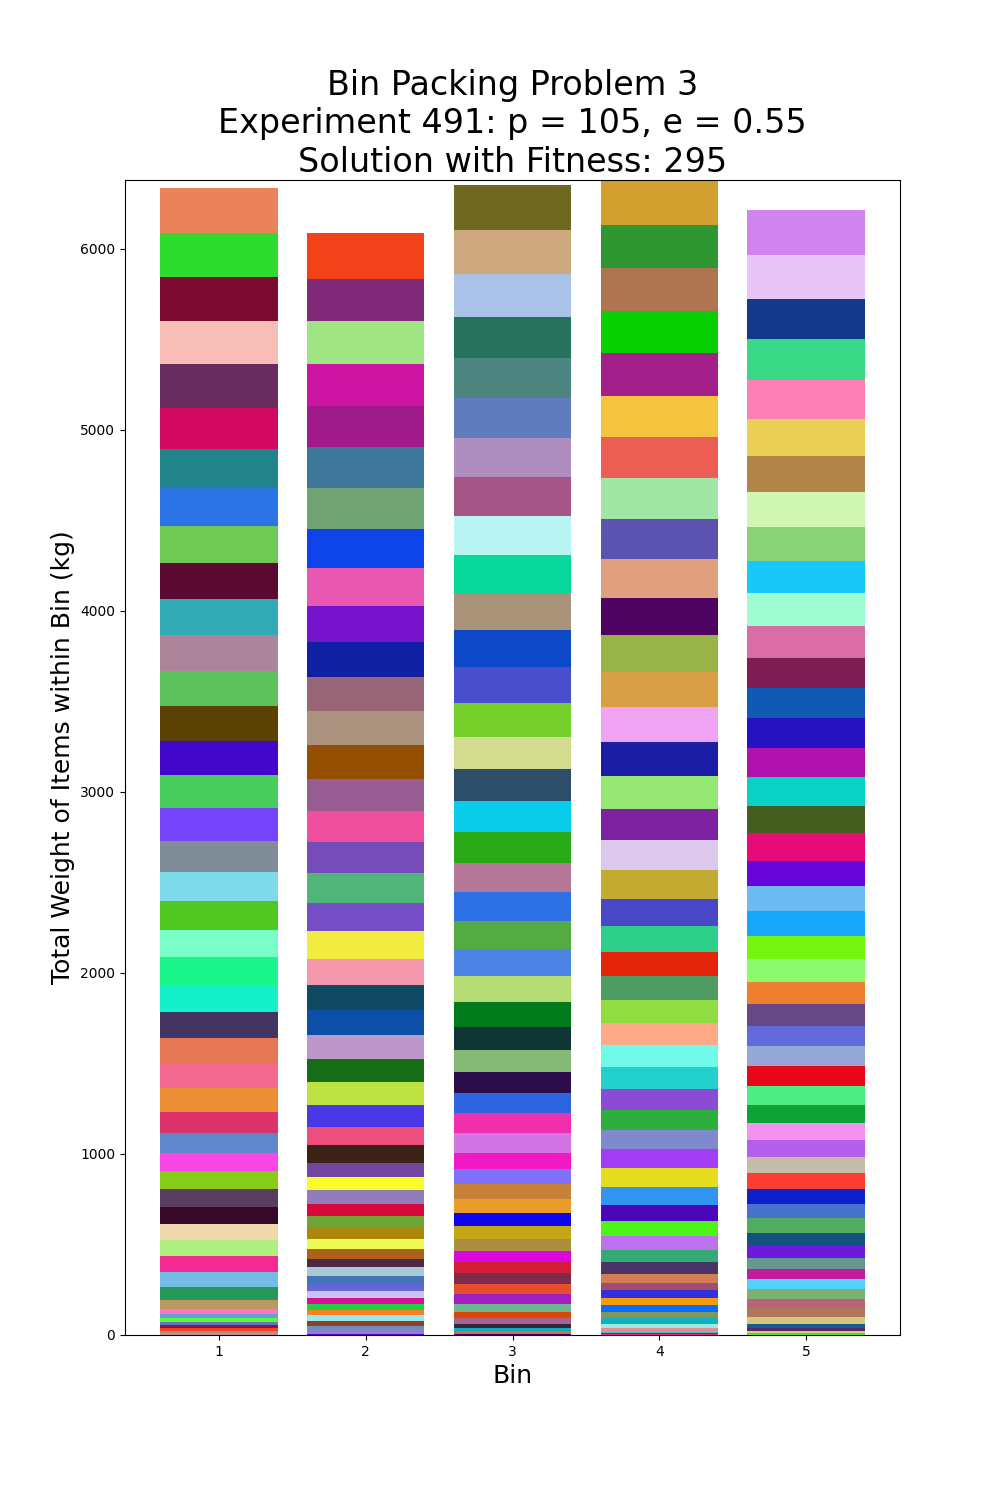 Bin Packing Problem 3
Experiment 491: p = 105, e = 0.55
Solution with Fitness: 295
Total Weight of Items within Bin (kg)
6000
5000
4000
3000
2000
1000
0
1 2 3 4 5
Bin